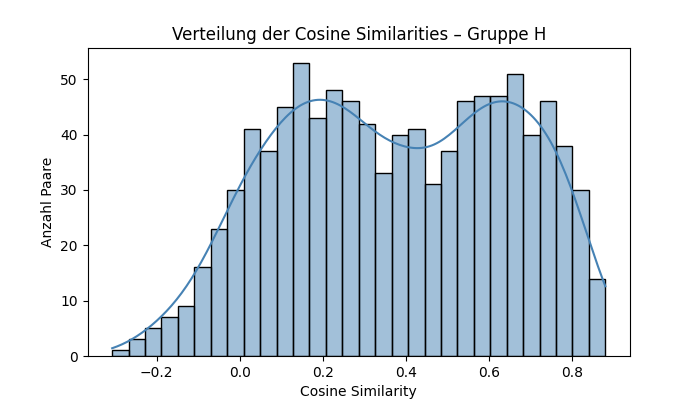 Verteilung der Cosine Similarities – Gruppe H
50
40
30
20
10
0
Anzahl Paare
−0.2 0.0 0.2 0.4 0.6 0.8
Cosine Similarity